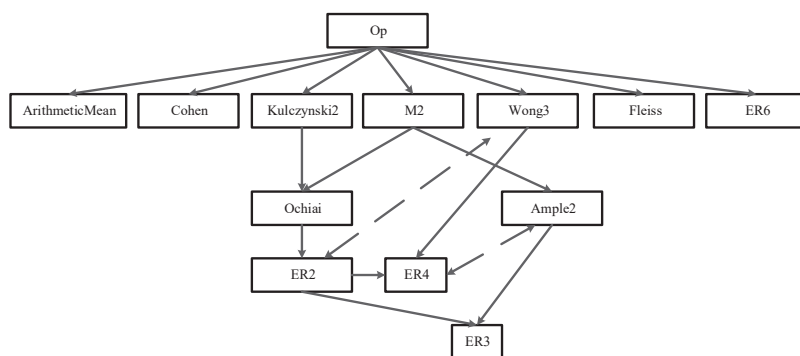 Op
ArithmeticMean
Cohen
Kulczynski2
M2
Wong3
Fleiss
ER6
Ochiai
Ample2
ER2
ER4
ER3